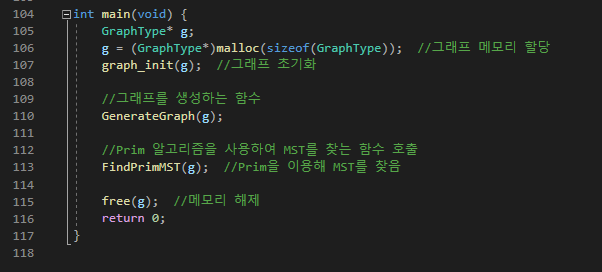 104 int main(void) {
105 GraphType* g;
106 g = (GraphType*)malloc(sizeof(GraphType)); //그래프 메모리 할당
107 graph_init(g); //그래프 초기화
108
109 //그래프를 생성하는 함수
110 GenerateGraph(g);
111
112 //Prim 알고리즘을 사용하여 MST를 찾는 함수 호출
113 FindPrimMST(g); //Prim을 이용해 MST를 찾음
114
115 free(g); //메모리 해제
116 return 0;
117 }
118